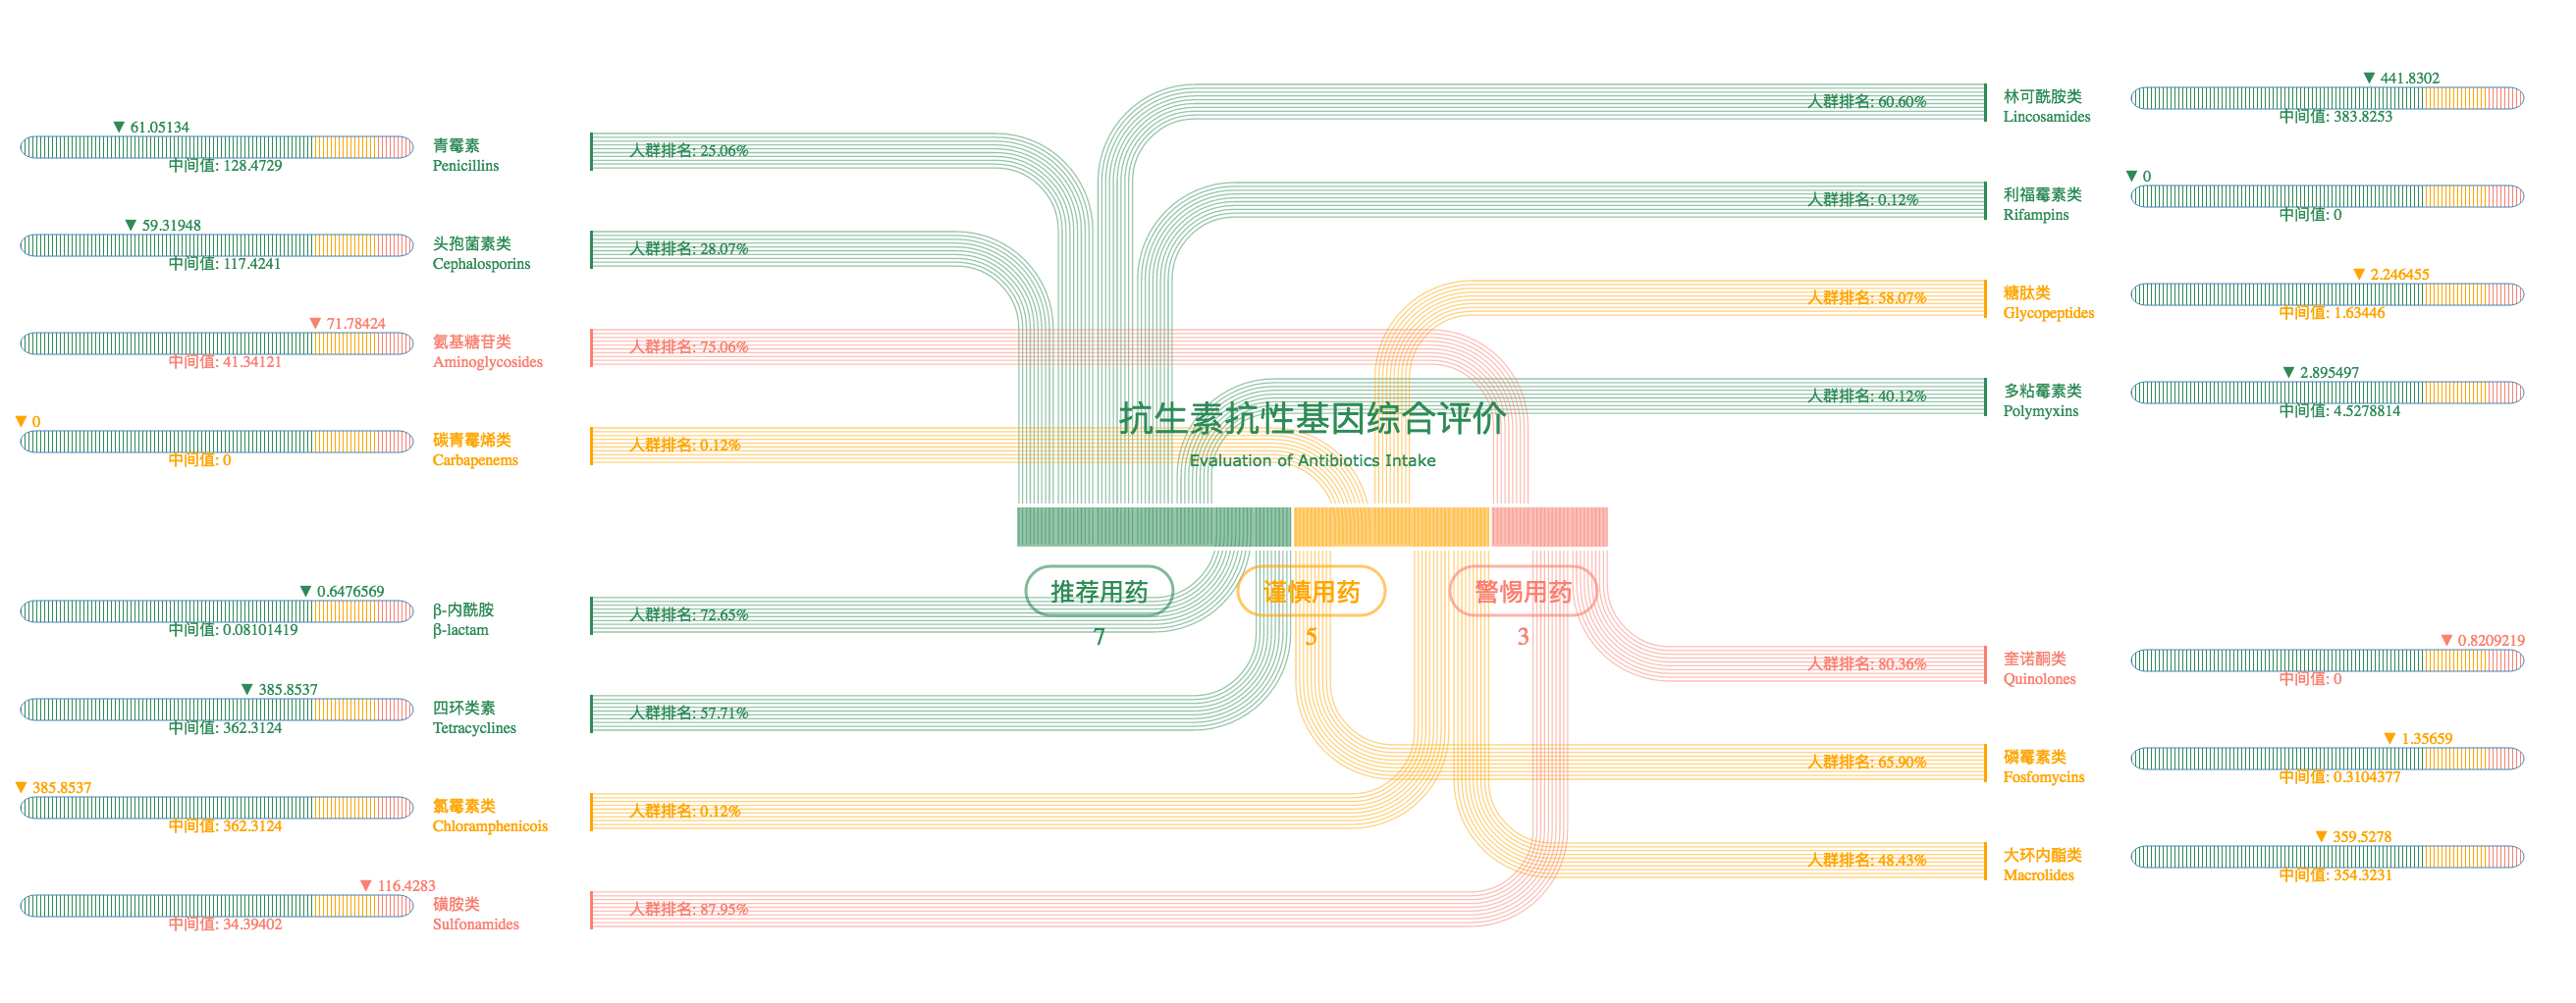 61.05134
中间值: 128.4729
青霉素
Penicillins
人群排名: 25.06%
59.31948
中间值: 117.4241
头孢菌素类
Cephalosporins
人群排名: 28.07%
71.78424
中间值: 41.34121
氨基糖苷类
Aminoglycosides
人群排名: 75.06%
0
中间值: 0
碳青霉烯类
Carbapenems
人群排名: 0.12%
人群排名: 60.60%
林可酰胺类
Lincosamides
441.8302
中间值: 383.8253
人群排名: 0.12%
利福霉素类
Rifampins
0
中间值: 0
人群排名: 58.07%
糖肽类
Glycopeptides
2.246455
中间值: 1.63446
人群排名: 40.12%
多粘霉素类
Polymyxins
2.895497
中间值: 4.5278814
抗生素抗性基因综合评价
Evaluation of Antibiotics Intake
推荐用药
7
谨慎用药
5
警惕用药
3
0.6476569
中间值: 0.08101419
β-内酰胺
β-lactam
人群排名: 72.65%
385.8537
中间值: 362.3124
四环类素
Tetracyclines
人群排名: 57.71%
385.8537
中间值: 362.3124
氯霉素类
Chloramphenicois
人群排名: 0.12%
116.4283
中间值: 34.39402
磺胺类
Sulfonamides
人群排名: 87.95%
人群排名: 80.36%
奎诺酮类
Quinolones
0.8209219
中间值: 0
人群排名: 65.90%
磷霉素类
Fosfomycins
1.35659
中间值: 0.3104377
人群排名: 48.43%
大环内酯类
Macrolides
359.5278
中间值: 354.3231